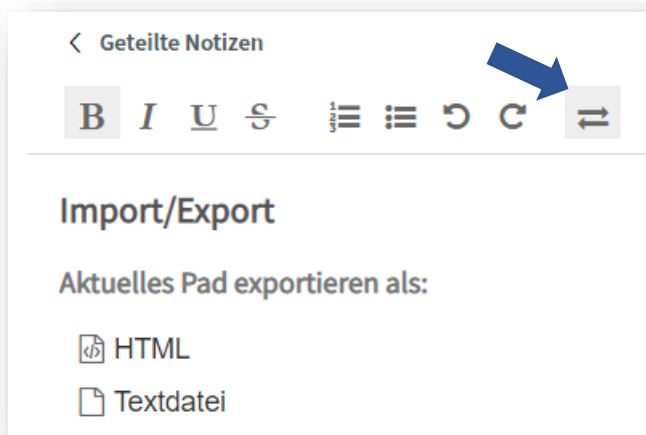 Geteilte Notizen
B I U S
Import/Export
Aktuelles Pad exportieren als:
HTML
Textdatei